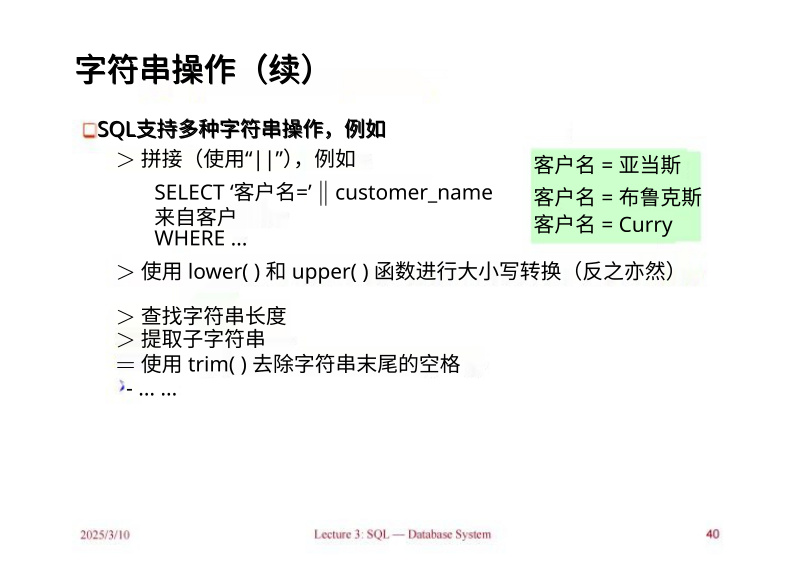 字符串操作（续）
SQL支持多种字符串操作，例如
> 拼接（使用“||”），例如
SELECT ‘客户名=’ || customer_name
来自客户
WHERE ...
客户名 = 亚当斯
客户名 = 布鲁克斯
客户名 = Curry
> 使用 lower( ) 和 upper( ) 函数进行大小写转换（反之亦然）
> 查找字符串长度
> 提取子字符串
= 使用 trim( ) 去除字符串末尾的空格
- ... ...
2025/3/10
Lecture 3: SQL — Database System
40